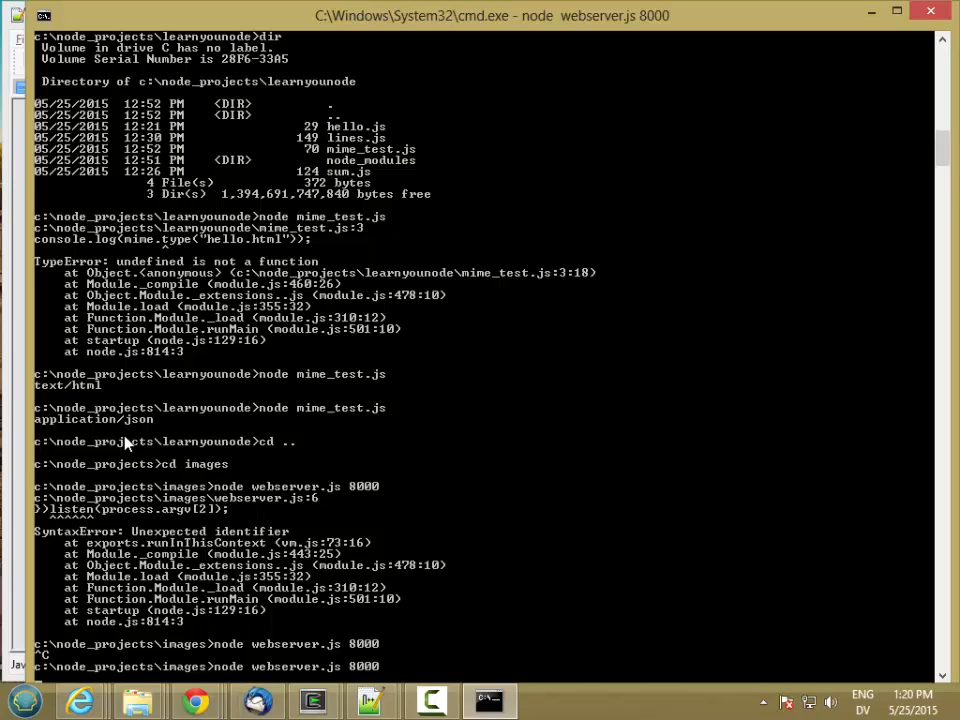 C:\Windows\System32\cmd.exe - node  webserver.js 8000
c:\node_projects\learnyounode>dir
Volume in drive C has no label.
Volume Serial Number is 28F6-33A5
Directory of c:\node_projects\learnyounode
05/25/2015  12:52 PM    <DIR>          .
05/25/2015  12:52 PM    <DIR>          ..
05/25/2015  12:21 PM                29 hello.js
05/25/2015  12:30 PM               149 lines.js
05/25/2015  12:52 PM                70 mime_test.js
05/25/2015  12:51 PM    <DIR>          node_modules
05/25/2015  12:26 PM               124 sum.js
4 File(s)            372 bytes
3 Dir(s)  1,394,691,747,840 bytes free
c:\node_projects\learnyounode>node mime_test.js
c:\node_projects\learnyounode\mime_test.js:3
console.log(mime.type("hello.html"));
^
TypeError: undefined is not a function
at Object.<anonymous> (c:\node_projects\learnyounode\mime_test.js:3:18)
at Module._compile (module.js:460:26)
at Object.Module._extensions..js (module.js:478:10)
at Module.load (module.js:355:32)
at Function.Module._load (module.js:310:12)
at Function.Module.runMain (module.js:501:10)
at startup (node.js:129:16)
at node.js:814:3
c:\node_projects\learnyounode>node mime_test.js
text/html
c:\node_projects\learnyounode>node mime_test.js
application/json
c:\node_projects\learnyounode>cd ..
c:\node_projects>cd images
c:\node_projects\images>node webserver.js 8000
c:\node_projects\images\webserver.js:6
})listen(process.argv[2]);
^^^^^^
SyntaxError: Unexpected identifier
at exports.runInThisContext (vm.js:73:16)
at Module._compile (module.js:443:25)
at Object.Module._extensions..js (module.js:478:10)
at Module.load (module.js:355:32)
at Function.Module._load (module.js:310:12)
at Function.Module.runMain (module.js:501:10)
at startup (node.js:129:16)
at node.js:814:3
c:\node_projects\images>node webserver.js 8000
^C
c:\node_projects\images>node webserver.js 8000
ENG
DV
1:20 PM
5/25/2015